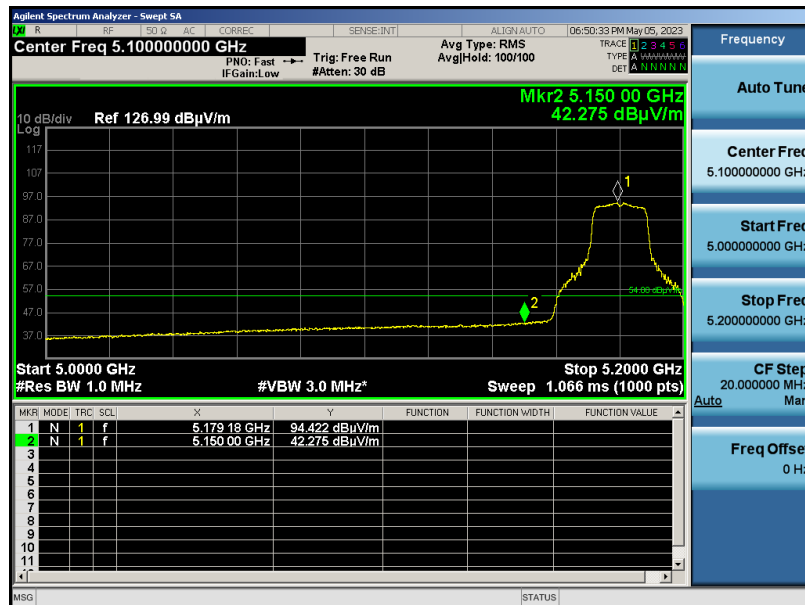 Agilent Spectrum Analyzer - Swept SA
LXI R RF 50 Ω AC CORREC SENSE:INT ALIGN AUTO 06:50:33 PM May 05, 2023
Center Freq 5.100000000 GHz
PNO: Fast
IFGain:Low
Trig: Free Run
#Atten: 30 dB
Avg Type: RMS
Avg|Hold: 100/100
TRACE 1 2 3 4 5 6
TYPE A WWWWW
DET A N N N N N
Mkr2 5.150 00 GHz
42.275 dBµV/m
10 dB/div
Log
Ref 126.99 dBµV/m
117
107
97.0
87.0
77.0
67.0
57.0
47.0
37.0
1
2
54.00 dBµV/m
Start 5.0000 GHz
Stop 5.2000 GHz
#Res BW 1.0 MHz
#VBW 3.0 MHz*
Sweep 1.066 ms (1000 pts)
MKR MODE TRC SCL X Y FUNCTION FUNCTION WIDTH FUNCTION VALUE
1 N 1 f 5.179 18 GHz 94.422 dBµV/m
2 N 1 f 5.150 00 GHz 42.275 dBµV/m
3
4
5
6
7
8
9
10
11
MSG
STATUS
Frequency
Auto Tune
Center Freq
5.100000000 GHz
Start Freq
5.000000000 GHz
Stop Freq
5.200000000 GHz
CF Step
20.000000 MHz
Auto Man
Freq Offset
0 Hz